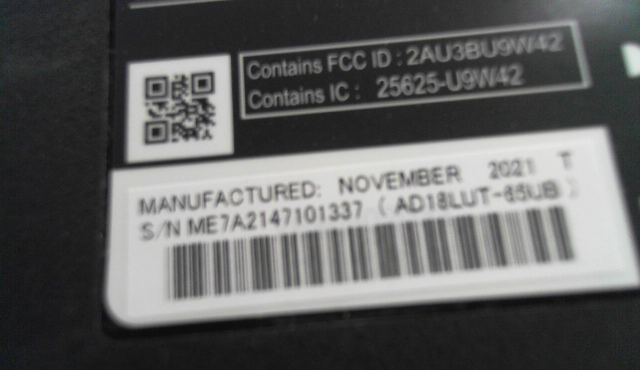 Contains FCC ID : 2AU3BU9W42
Contains IC : 25625-U9W42
MANUFACTURED: NOVEMBER 2021 T
S/N ME7A2147101337 ( AD18LUT-65UB )